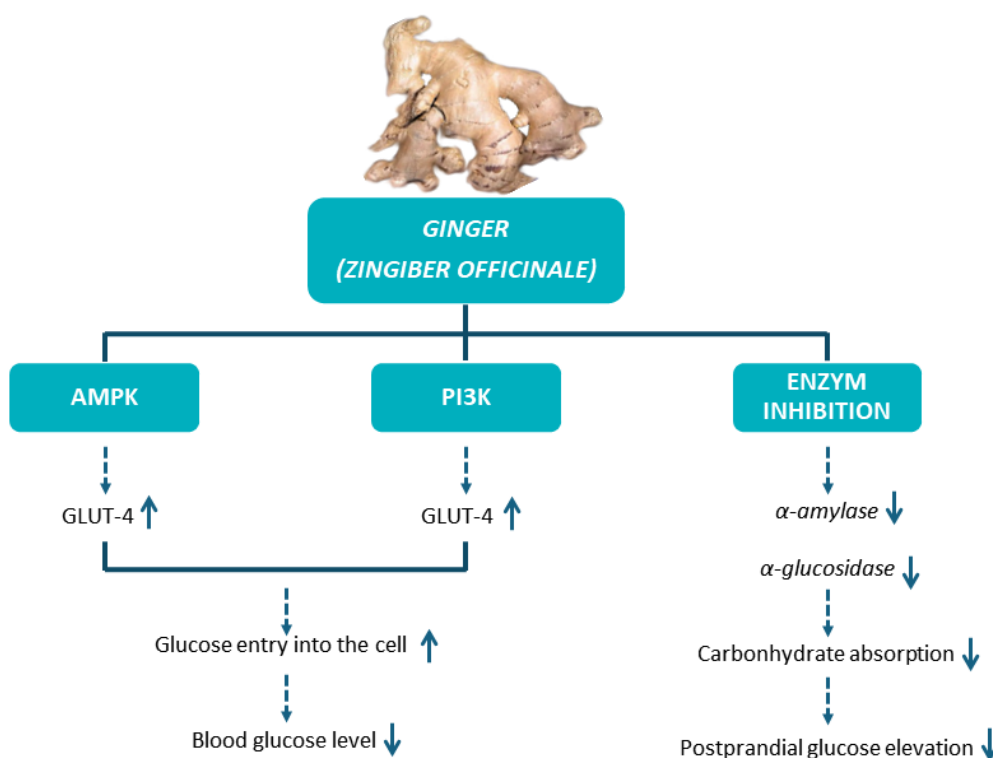 GINGER
(ZINGIBER OFFICINALE)
AMPK
PI3K
ENZYM
INHIBITION
GLUT-4
GLUT-4
α-amylase
α-glucosidase
Glucose entry into the cell
Carbonhydrate absorption
Blood glucose level
Postprandial glucose elevation